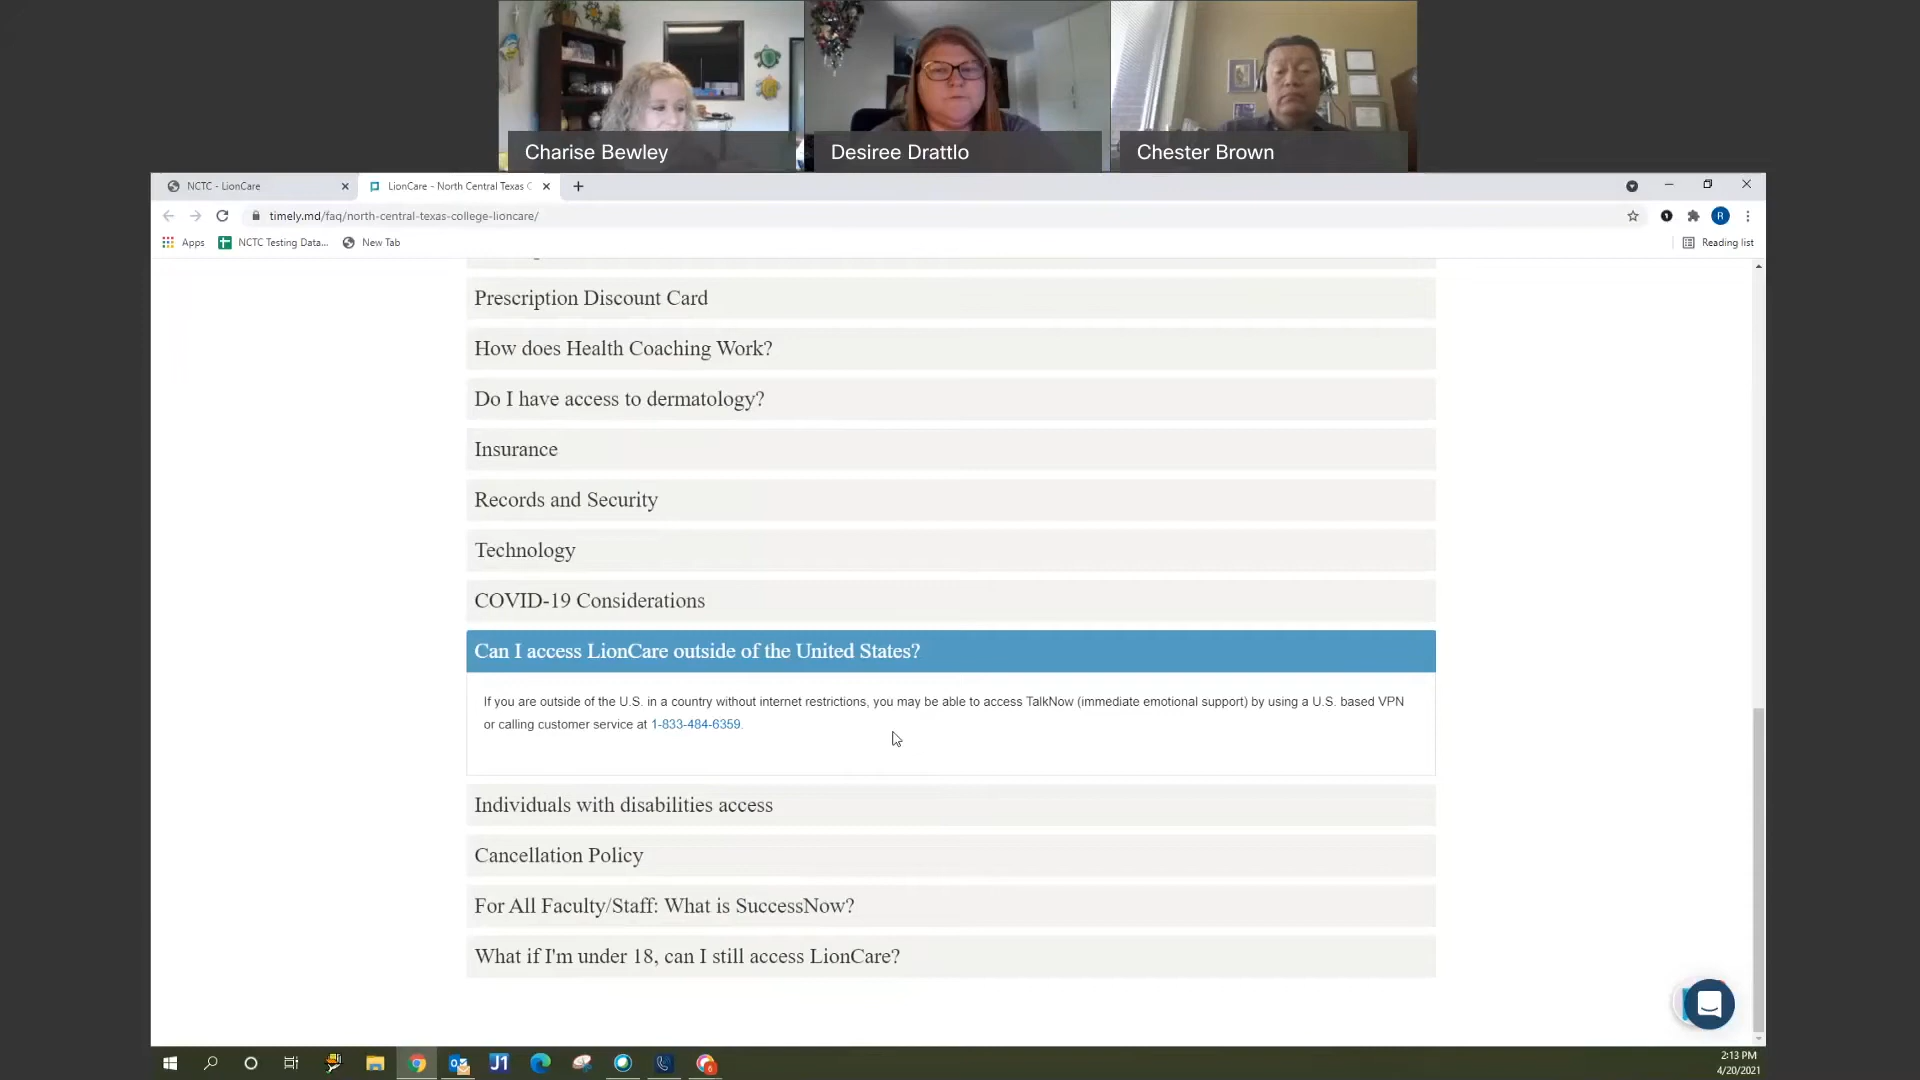 Charise Bewley
Desiree Drattlo
Chester Brown
NCTC - LionCare
LionCare - North Central Texas C
timely.md/faq/north-central-texas-college-lioncare/
R
Apps
NCTC Testing Data...
New Tab
Reading list
Prescription Discount Card
How does Health Coaching Work?
Do I have access to dermatology?
Insurance
Records and Security
Technology
COVID-19 Considerations
Can I access LionCare outside of the United States?
If you are outside of the U.S. in a country without internet restrictions, you may be able to access TalkNow (immediate emotional support) by using a U.S. based VPN
or calling customer service at 1-833-484-6359.
Individuals with disabilities access
Cancellation Policy
For All Faculty/Staff: What is SuccessNow?
What if I'm under 18, can I still access LionCare?
J1
6
2:13 PM
4/20/2021